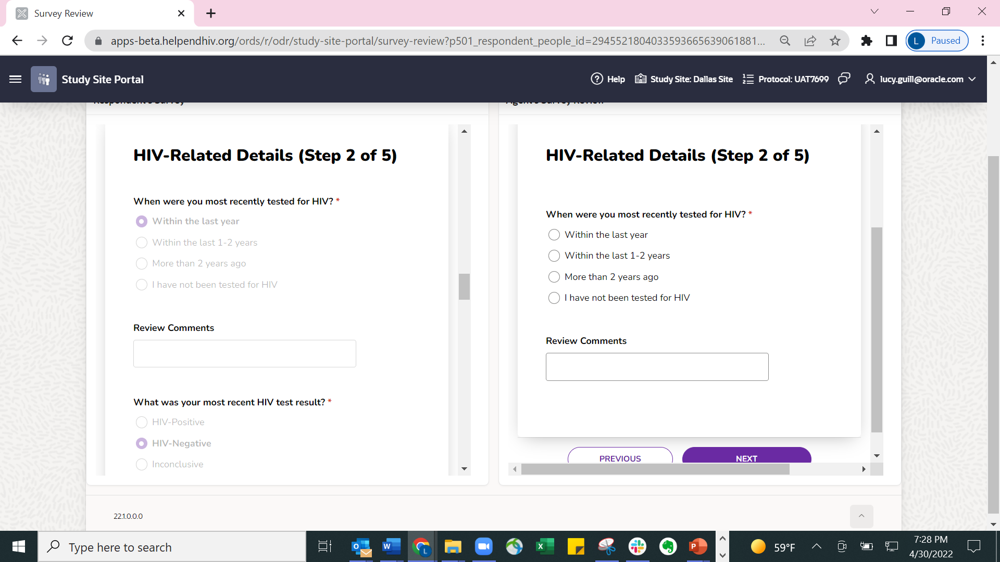 Survey Review
apps-beta.helpendhiv.org/ords/r/odr/study-site-portal/survey-review?p501_respondent_people_id=29455218040335936656390618​81...
L
Paused
Study Site Portal
Help
Study Site: Dallas Site
Protocol: UAT7699
lucy.guill@oracle.com
Respondent's Survey
Agent's Survey Review
HIV-Related Details (Step 2 of 5)
When were you most recently tested for HIV? *
Within the last year
Within the last 1-2 years
More than 2 years ago
I have not been tested for HIV
Review Comments
What was your most recent HIV test result? *
HIV-Positive
HIV-Negative
Inconclusive
HIV-Related Details (Step 2 of 5)
When were you most recently tested for HIV? *
Within the last year
Within the last 1-2 years
More than 2 years ago
I have not been tested for HIV
Review Comments
PREVIOUS
NEXT
22.1.0.0.0
Type here to search
59°F
7:28 PM
4/30/2022